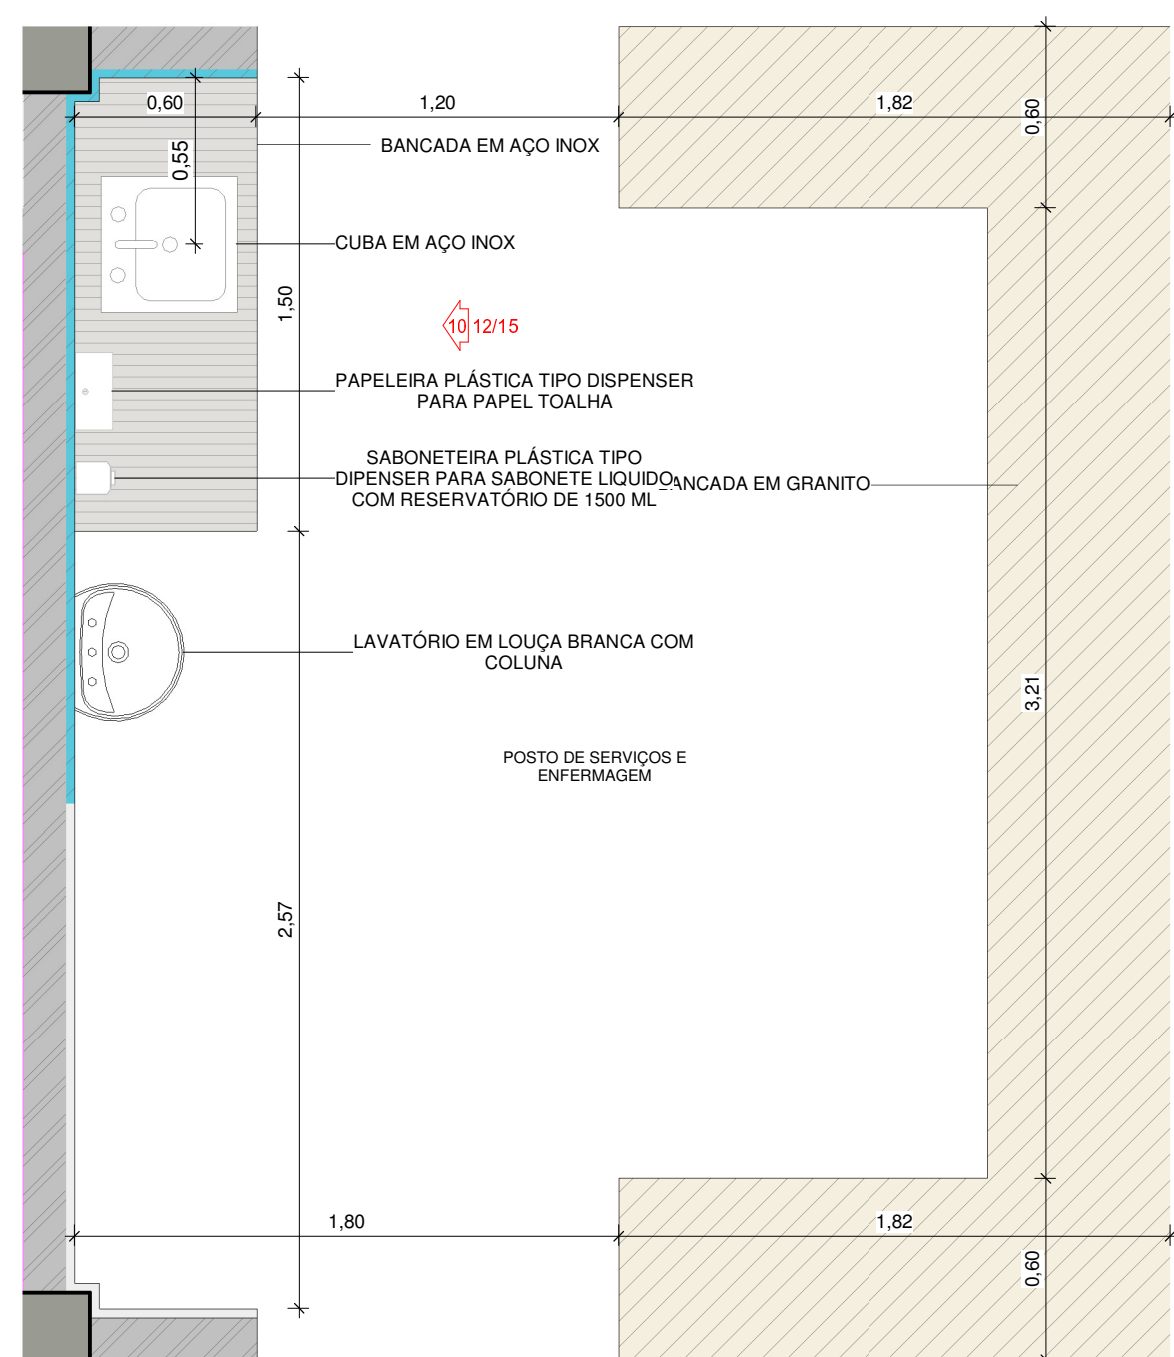 0,60
1,20
1,82
0,60
BANCADA EM AÇO INOX
0,55
CUBA EM AÇO INOX
1,50
10 12/15
PAPELEIRA PLÁSTICA TIPO DISPENSER
PARA PAPEL TOALHA
SABONETEIRA PLÁSTICA TIPO
DIPENSER PARA SABONETE LIQUIDO
COM RESERVATÓRIO DE 1500 ML
ANCADA EM GRANITO
LAVATÓRIO EM LOUÇA BRANCA COM
COLUNA
3,21
POSTO DE SERVIÇOS E
ENFERMAGEM
2,57
1,80
1,82
0,60